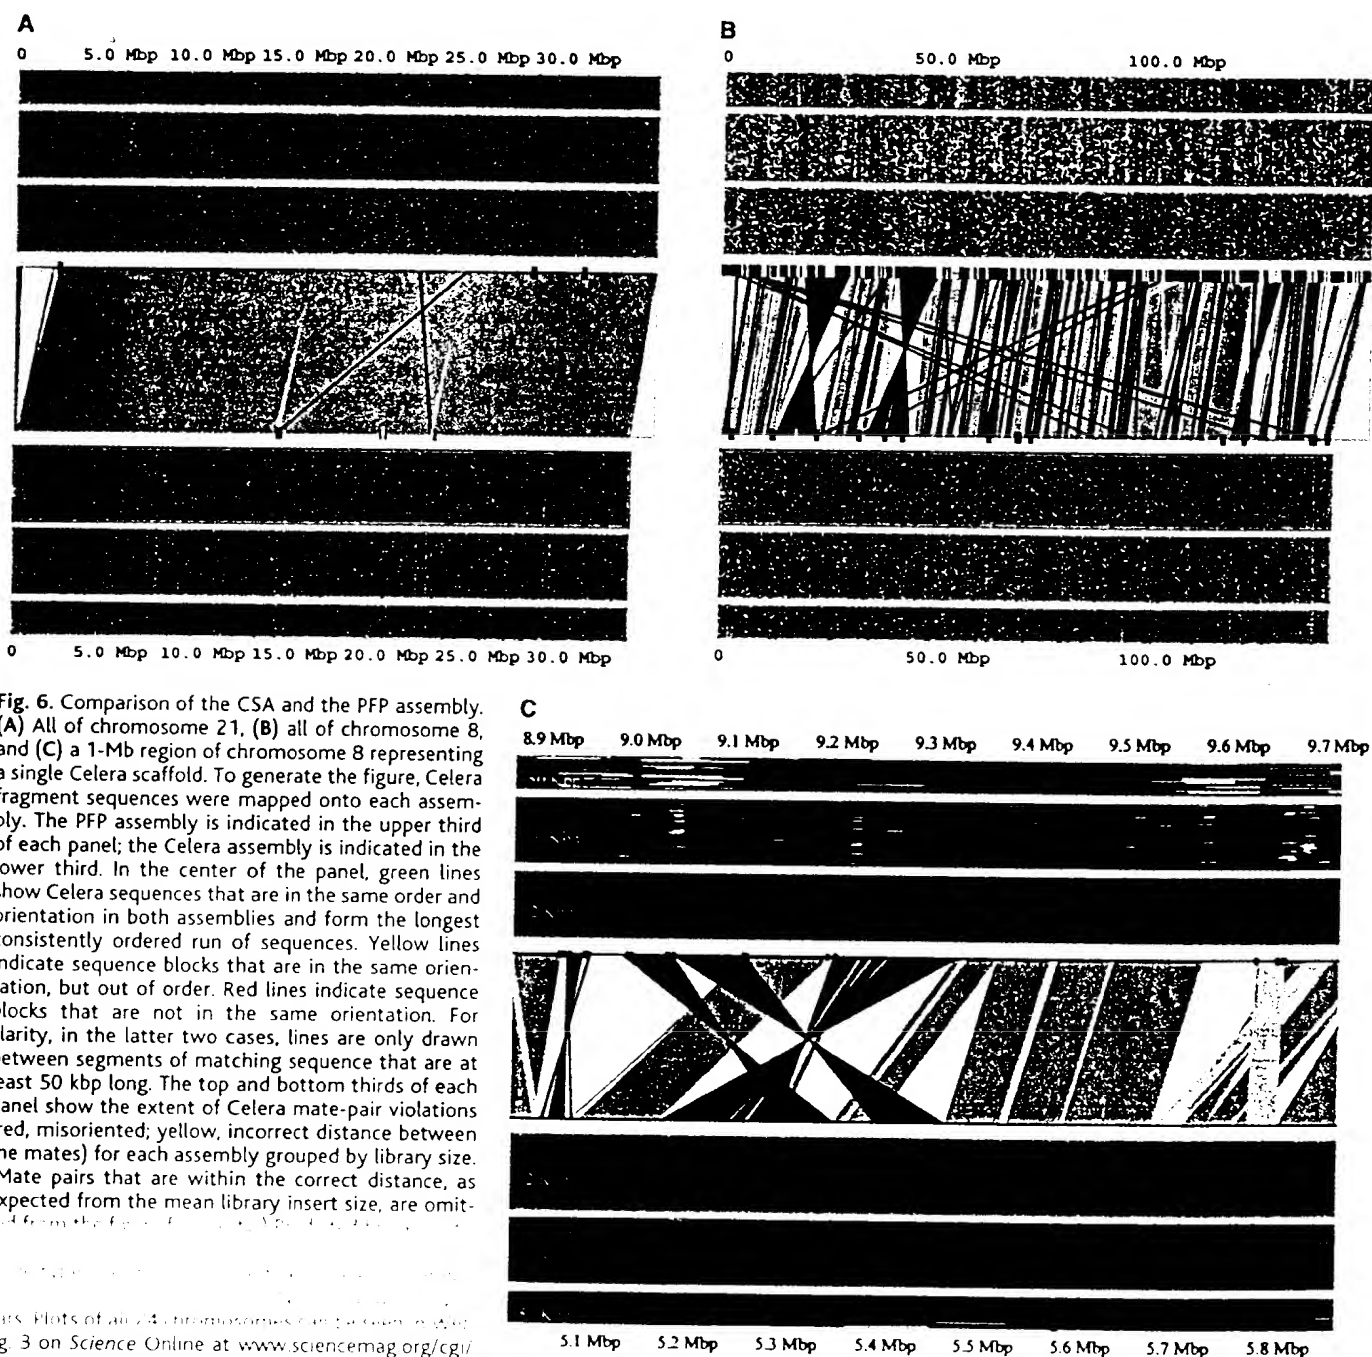 A
0 5.0 Mbp 10.0 Mbp 15.0 Mbp 20.0 Mbp 25.0 Mbp 30.0 Mbp
0 5.0 Mbp 10.0 Mbp 15.0 Mbp 20.0 Mbp 25.0 Mbp 30.0 Mbp
B
0 50.0 Mbp 100.0 Mbp
0 50.0 Mbp 100.0 Mbp
Fig. 6. Comparison of the CSA and the PFP assembly.
(A) All of chromosome 21, (B) all of chromosome 8,
and (C) a 1-Mb region of chromosome 8 representing
a single Celera scaffold. To generate the figure, Celera
fragment sequences were mapped onto each assem-
bly. The PFP assembly is indicated in the upper third
of each panel; the Celera assembly is indicated in the
lower third. In the center of the panel, green lines
show Celera sequences that are in the same order and
orientation in both assemblies and form the longest
consistently ordered run of sequences. Yellow lines
indicate sequence blocks that are in the same orien-
tation, but out of order. Red lines indicate sequence
blocks that are not in the same orientation. For
clarity, in the latter two cases, lines are only drawn
between segments of matching sequence that are at
least 50 kbp long. The top and bottom thirds of each
panel show the extent of Celera mate-pair violations
(red, misoriented; yellow, incorrect distance between
the mates) for each assembly grouped by library size.
Mate pairs that are within the correct distance, as
expected from the mean library insert size, are omit-
Plots of all 24 chromosomes can be seen in
g. 3 on Science Online at www.sciencemag.org/cgi/
C
8.9 Mbp 9.0 Mbp 9.1 Mbp 9.2 Mbp 9.3 Mbp 9.4 Mbp 9.5 Mbp 9.6 Mbp 9.7 Mbp
5.1 Mbp 5.2 Mbp 5.3 Mbp 5.4 Mbp 5.5 Mbp 5.6 Mbp 5.7 Mbp 5.8 Mbp